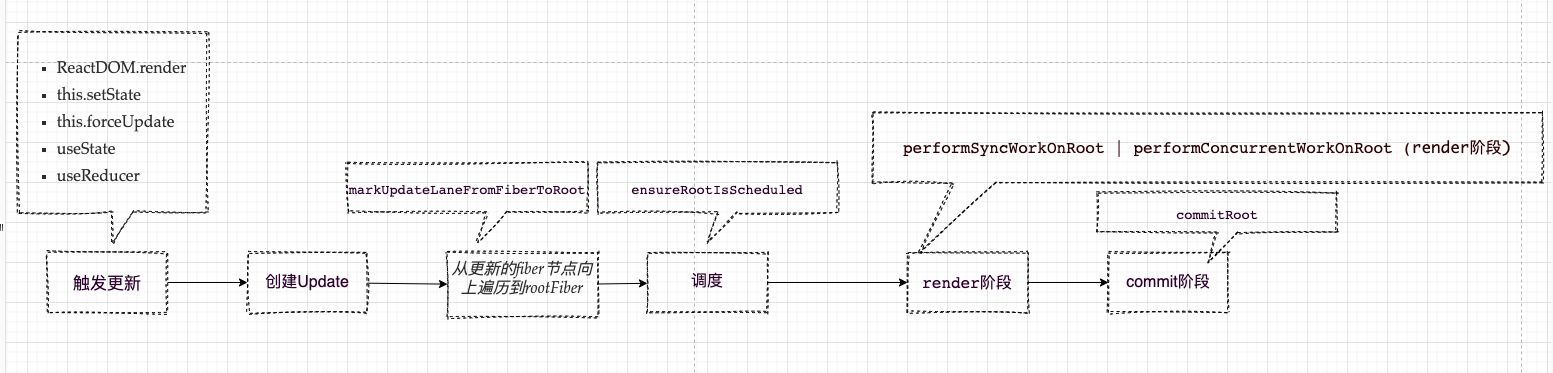 ReactDOM.render
this.setState
this.forceUpdate
useState
useReducer
markUpdateLaneFromFiberToRoot
ensureRootIsScheduled
performSyncWorkOnRoot | performConcurrentWorkOnRoot (render阶段)
commitRoot
触发更新
创建Update
从更新的fiber节点向
上遍历到rootFiber
调度
render阶段
commit阶段